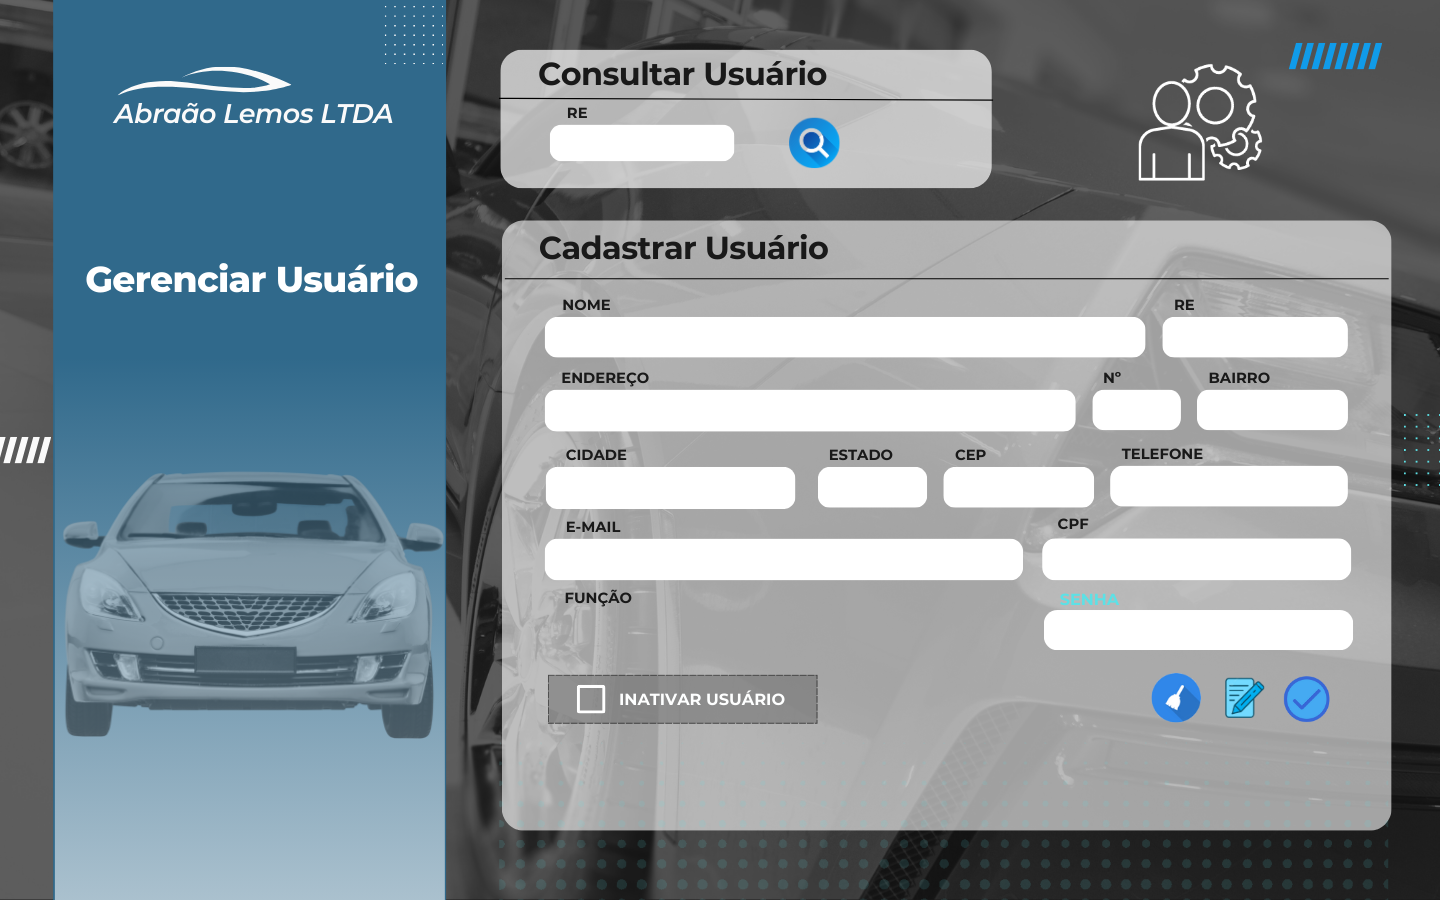 Abraão Lemos LTDA
Gerenciar Usuário
Consultar Usuário
RE
Cadastrar Usuário
NOME
RE
ENDEREÇO
Nº
BAIRRO
CIDADE
ESTADO
CEP
TELEFONE
E-MAIL
CPF
FUNÇÃO
SENHA
INATIVAR USUÁRIO